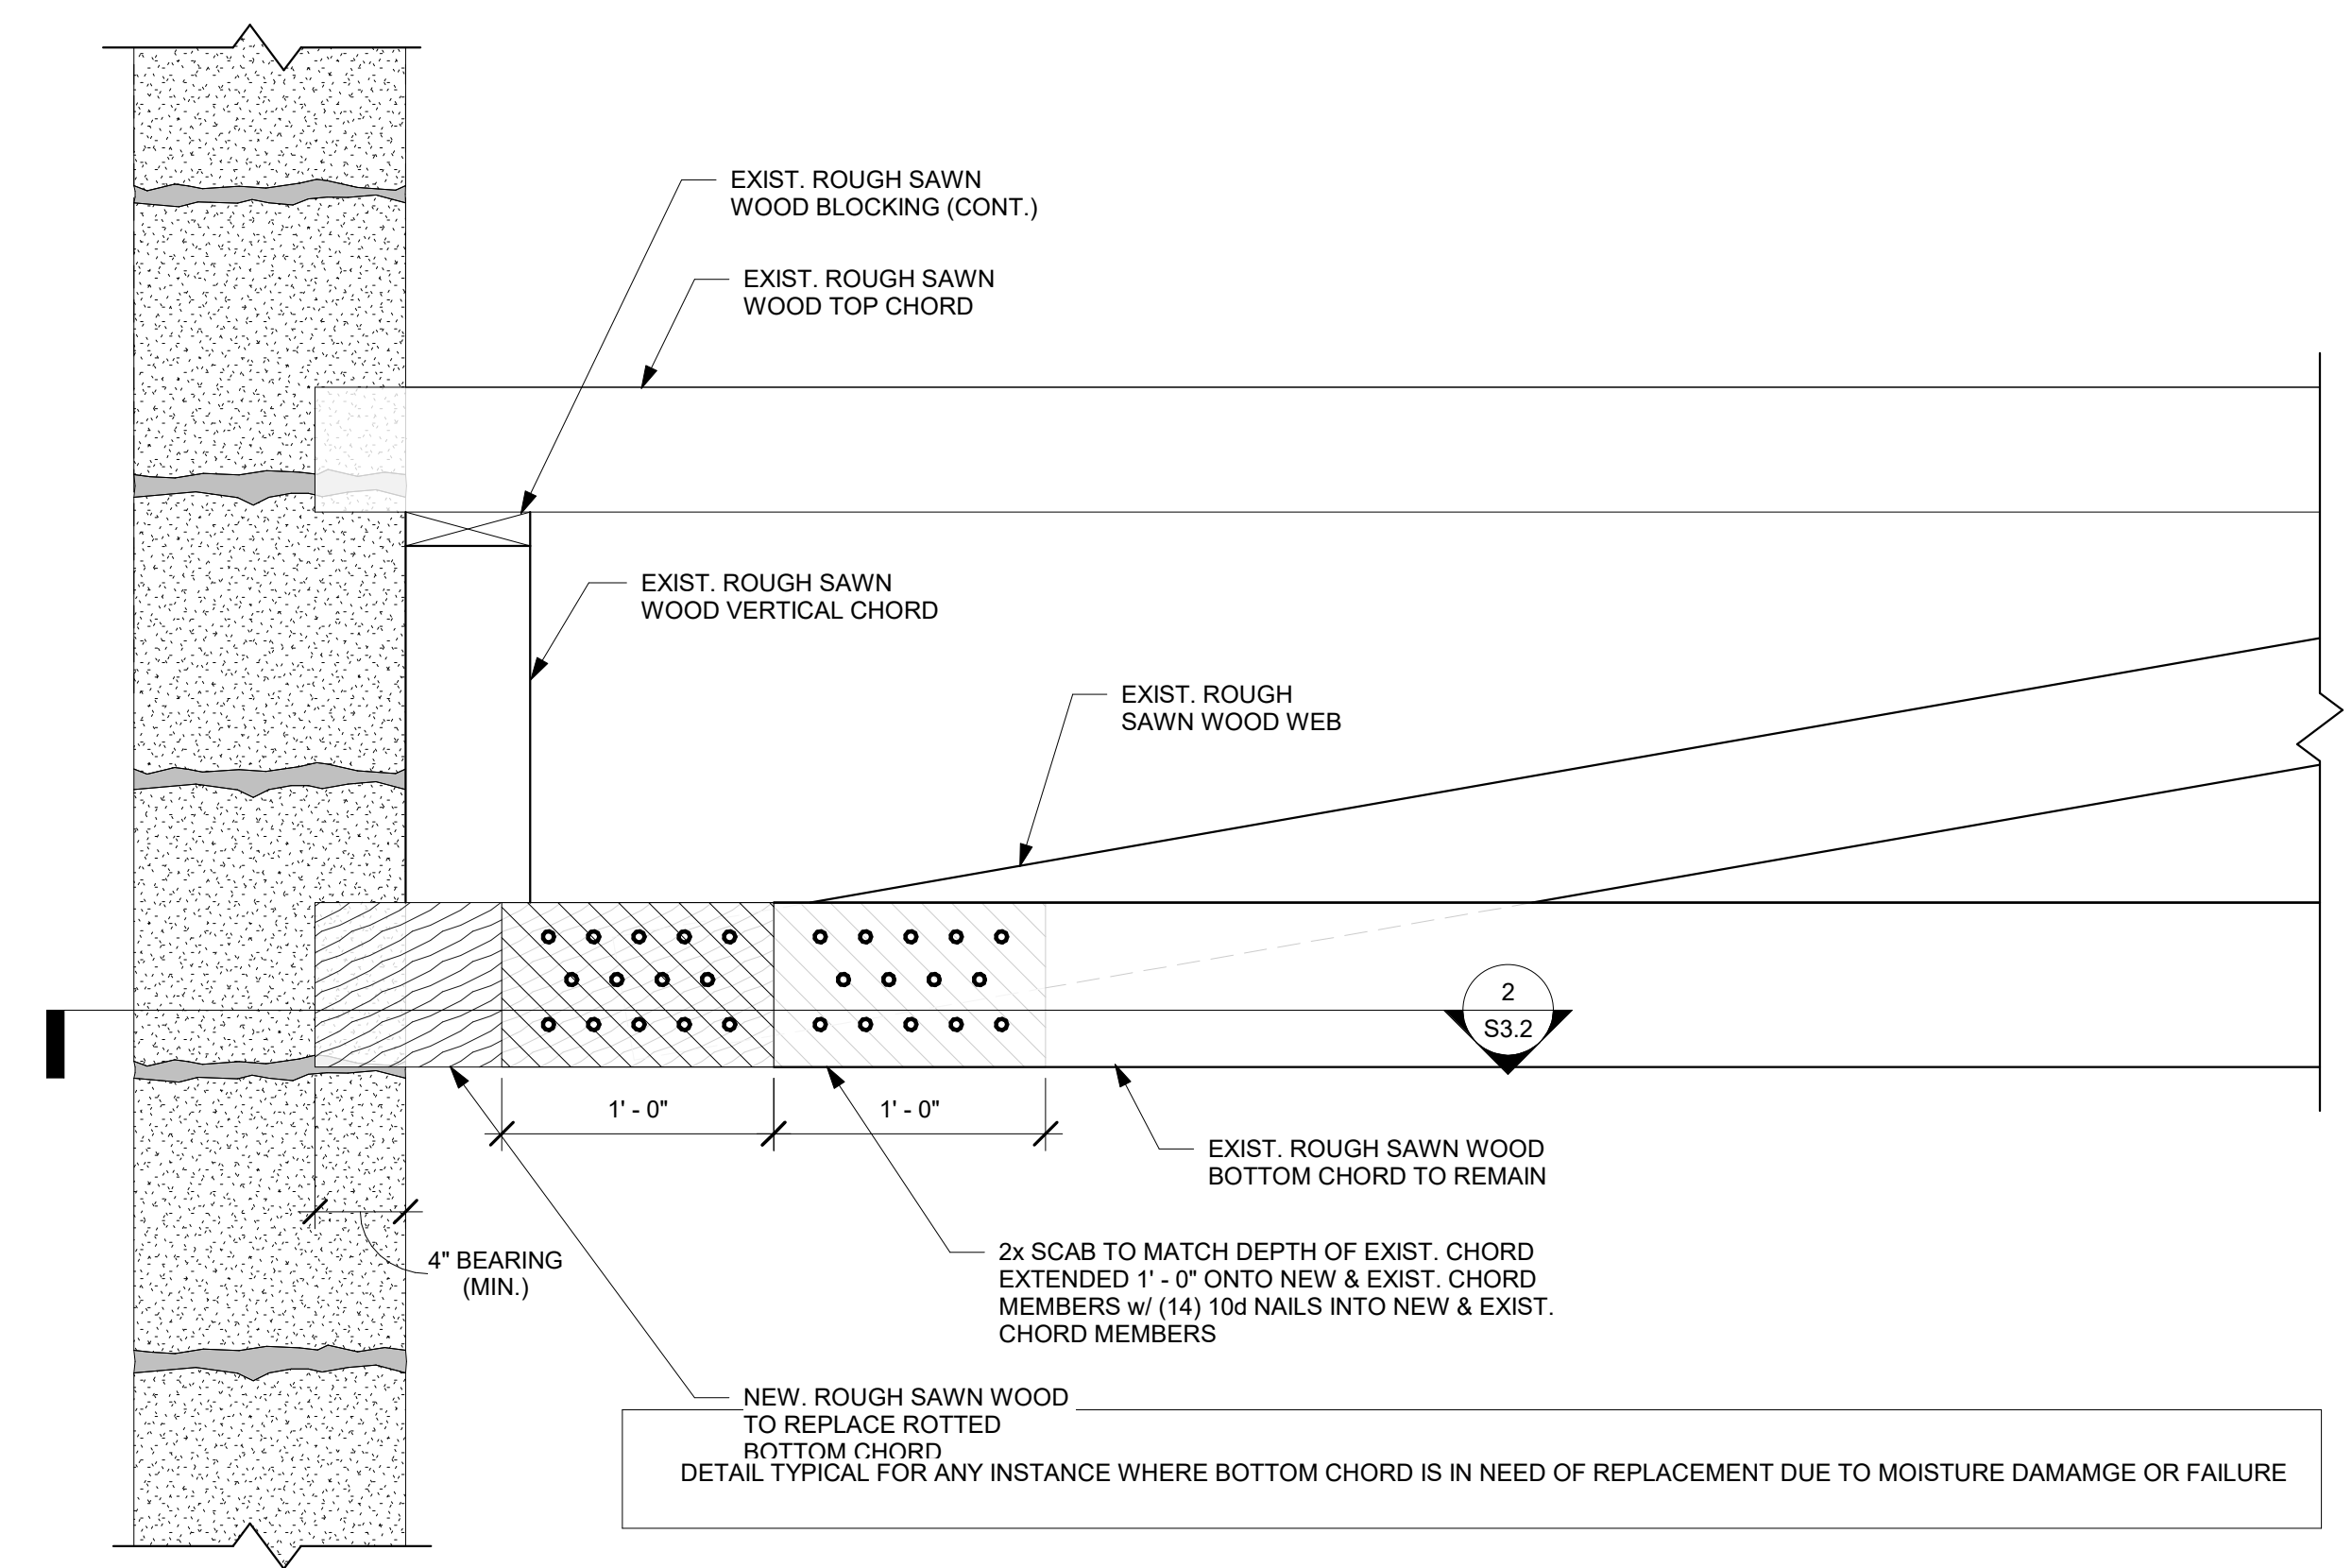 EXIST. ROUGH SAWN
WOOD BLOCKING (CONT.)
EXIST. ROUGH SAWN
WOOD TOP CHORD
EXIST. ROUGH SAWN
WOOD VERTICAL CHORD
EXIST. ROUGH
SAWN WOOD WEB
2
S3.2
1' - 0"
1' - 0"
EXIST. ROUGH SAWN WOOD
BOTTOM CHORD TO REMAIN
4" BEARING
(MIN.)
2x SCAB TO MATCH DEPTH OF EXIST. CHORD
EXTENDED 1' - 0" ONTO NEW & EXIST. CHORD
MEMBERS w/ (14) 10d NAILS INTO NEW & EXIST.
CHORD MEMBERS
NEW. ROUGH SAWN WOOD
TO REPLACE ROTTED
BOTTOM CHORD
DETAIL TYPICAL FOR ANY INSTANCE WHERE BOTTOM CHORD IS IN NEED OF REPLACEMENT DUE TO MOISTURE DAMAMGE OR FAILURE